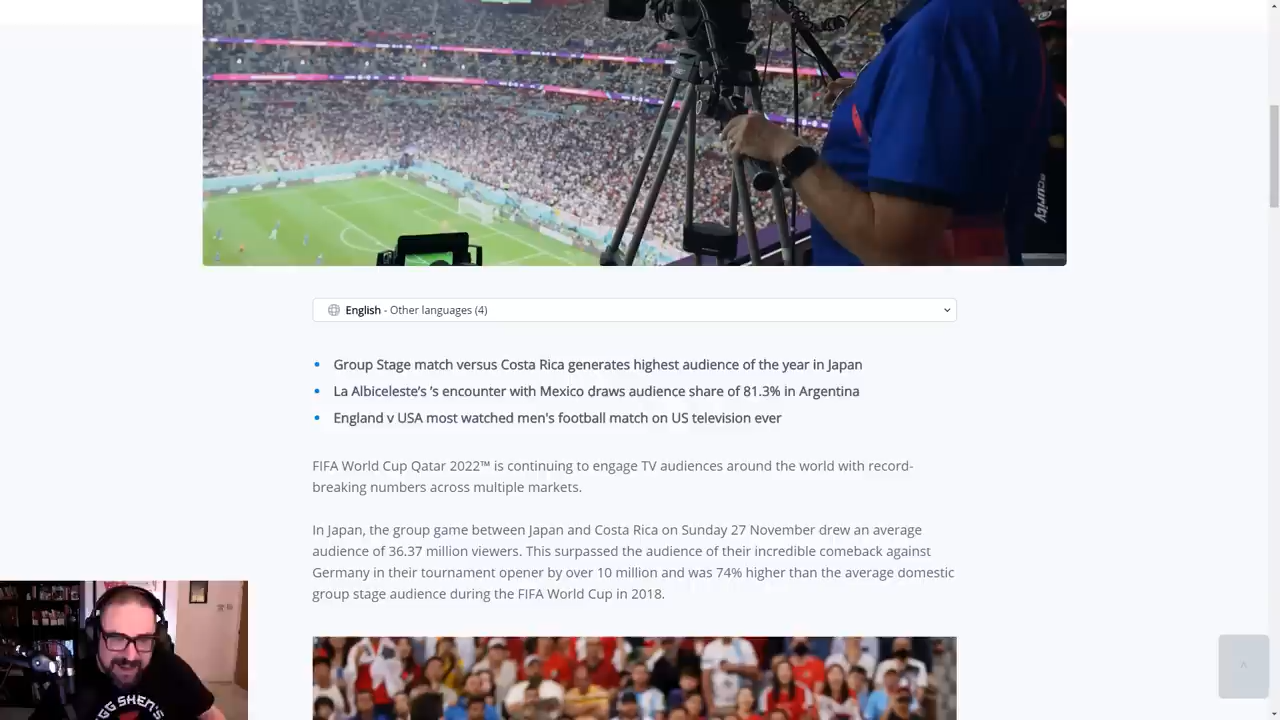 curity
English - Other languages (4)
Group Stage match versus Costa Rica generates highest audience of the year in Japan
La Albiceleste's 's encounter with Mexico draws audience share of 81.3% in Argentina
England v USA most watched men's football match on US television ever
FIFA World Cup Qatar 2022™ is continuing to engage TV audiences around the world with record-
breaking numbers across multiple markets.
In Japan, the group game between Japan and Costa Rica on Sunday 27 November drew an average
audience of 36.37 million viewers. This surpassed the audience of their incredible comeback against
Germany in their tournament opener by over 10 million and was 74% higher than the average domestic
group stage audience during the FIFA World Cup in 2018.
GG SHEN'S